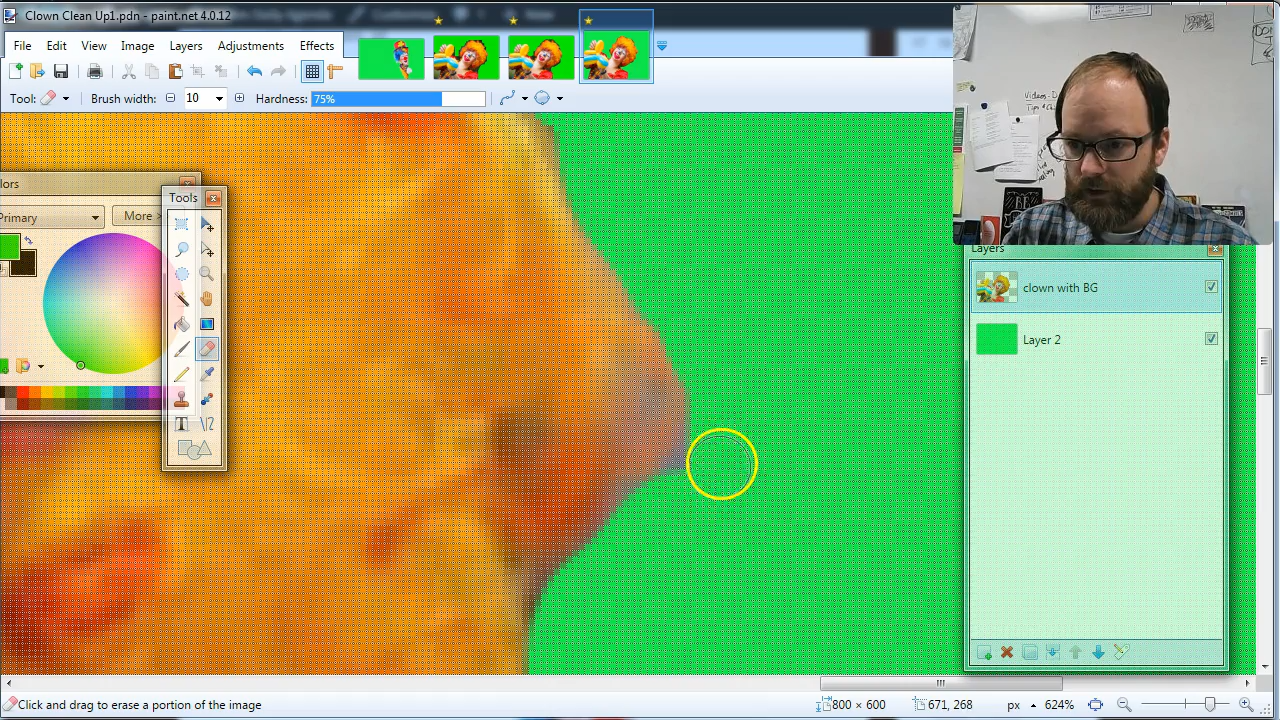 Clown Clean Up1.pdn - paint.net 4.0.12
File Edit View Image Layers Adjustments Effects
Tool: Brush width: 10 Hardness: 75%
lors
Primary
More >
Tools
T
Layers
clown with BG
Layer 2
Click and drag to erase a portion of the image
800 × 600
671, 268
px
624%